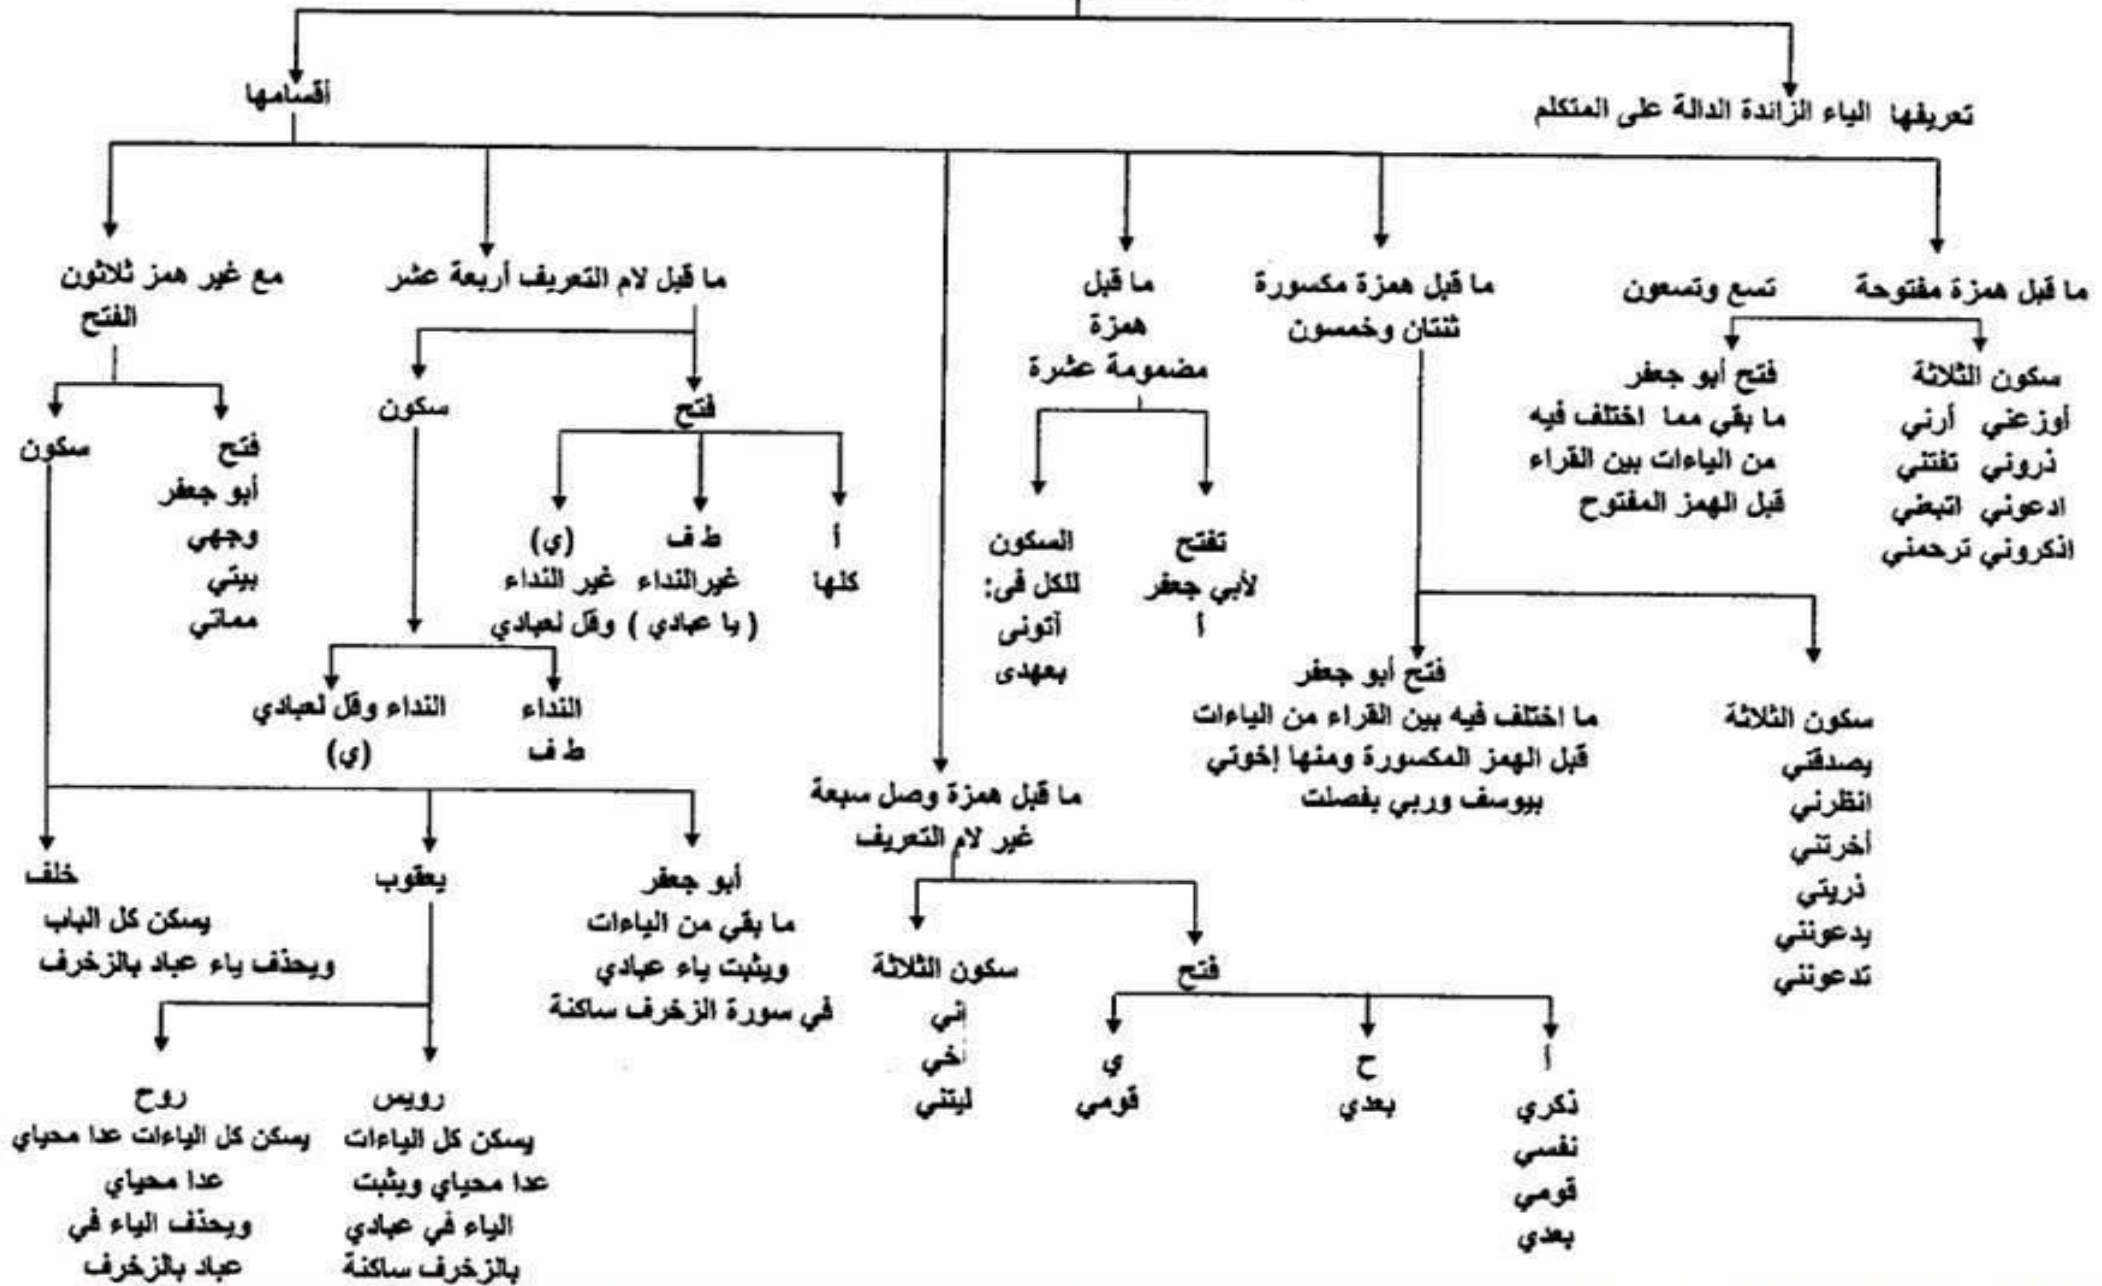 تعريفها الياء الزائدة الدالة على المتكلم
أقسامها
ما قبل همزة مفتوحة تسع وتسعون
سكون الثلاثة
أوزعني أرني
ذروني تفتني
ادعوني اتبعني
اذكروني ترحمني
فتح أبو جعفر
ما بقي مما اختلف فيه
من الياءات بين القراء
قبل الهمز المفتوح
ما قبل همزة مكسورة
ثنتان وخمسون
سكون الثلاثة
يصدقني
انظرني
أخرتني
ذريتي
يدعونني
تدعونني
فتح أبو جعفر
ما اختلف فيه بين القراء من الياءات
قبل الهمز المكسورة ومنها إخوتي
بيوسف وربي بفصلت
ما قبل
همزة
مضمومة عشرة
تفتح
لأبي جعفر
أ
السكون
للكل فى:
آتونى
بعهدى
ما قبل همزة وصل سبعة
غير لام التعريف
فتح
أ
ذكري
نفسي
قومي
بعدي
ح
بعدي
ي
قومي
سكون الثلاثة
إني
أخي
ليتني
ما قبل لام التعريف أربعة عشر
فتح
أ
كلها
ط ف
غير النداء
( يا عبادي )
(ي)
غير النداء
وقل لعبادي
سكون
النداء
ط ف
النداء وقل لعبادي
(ي)
مع غير همز ثلاثون
الفتح
فتح
أبو جعفر
وجهي
بيتي
مماتي
سكون
أبو جعفر
ما بقي من الياءات
ويثبت ياء عبادي
في سورة الزخرف ساكنة
يعقوب
رويس
يسكن كل الياءات
عدا محياي ويثبت
الياء في عبادي
بالزخرف ساكنة
روح
يسكن كل الياءات عدا محياي
عدا محياي
ويحذف الياء في
عباد بالزخرف
خلف
يسكن كل الباب
ويحذف ياء عباد بالزخرف